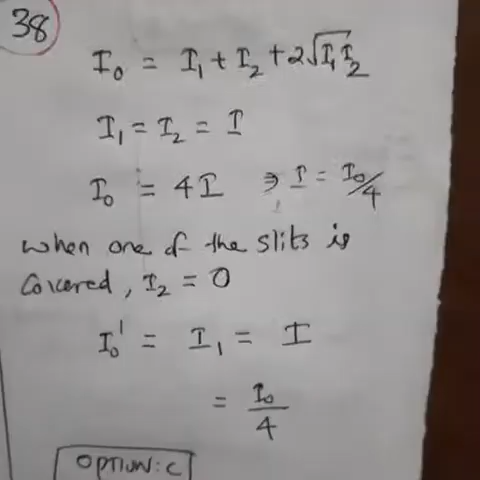 38
I₀ = I₁ + I₂ + 2√I₁I₂
I₁ = I₂ = I
I₀ = 4I ⇒ I = I₀/4
when one of the slits is
Covered, I₂ = 0
I₀' = I₁ = I
= I₀/4
OPTION: C